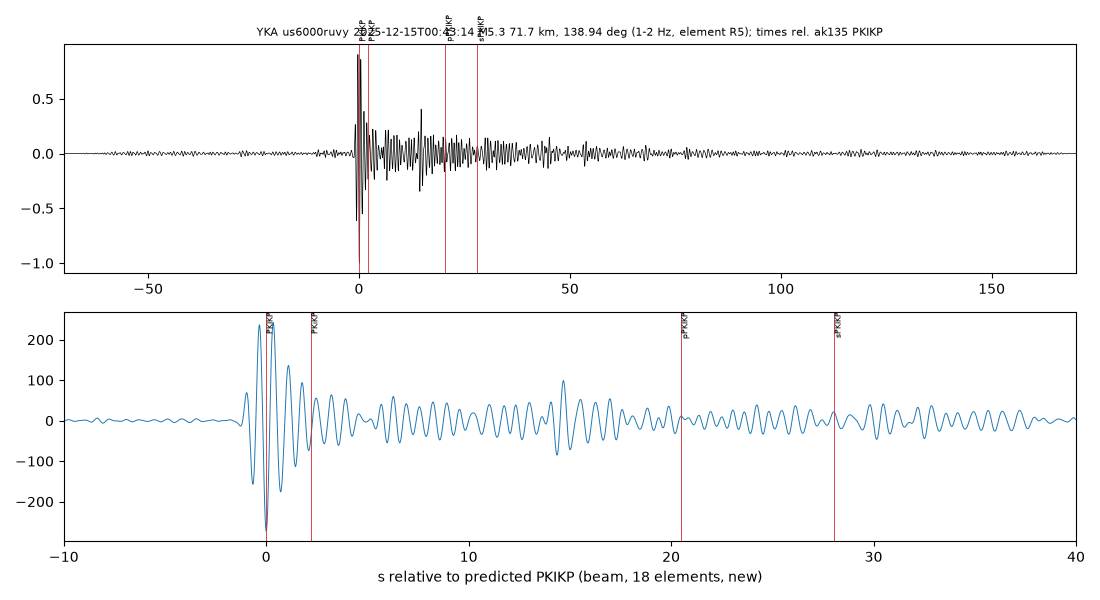 PKIKP PKiKP pPKIKP sPKIKP
YKA us6000ruvy 2025-12-15T00:43:14 M5.3 71.7 km, 138.94 deg (1-2 Hz, element R5); times rel. ak135 PKIKP
0.5
0.0
−0.5
−1.0
−50 0 50 100 150
PKIKP PKiKP pPKIKP sPKIKP
200
100
0
−100
−200
−10 0 10 20 30 40
s relative to predicted PKIKP (beam, 18 elements, new)